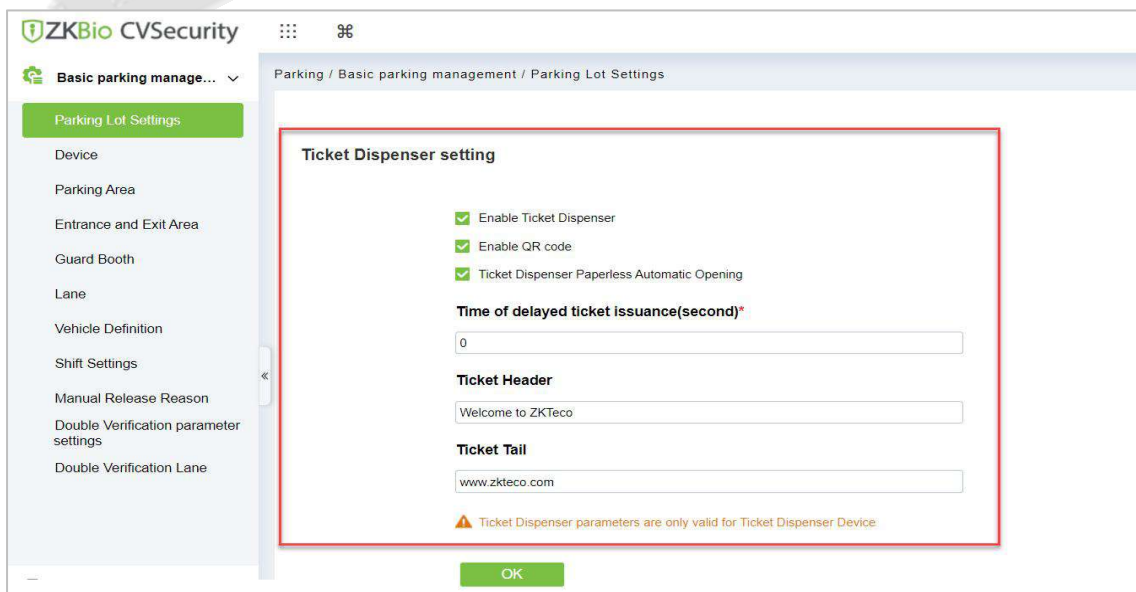 ZKBio CVSecurity
Basic parking manage...
Parking / Basic parking management / Parking Lot Settings
Parking Lot Settings
Device
Parking Area
Entrance and Exit Area
Guard Booth
Lane
Vehicle Definition
Shift Settings
Manual Release Reason
Double Verification parameter
settings
Double Verification Lane
Ticket Dispenser setting
Enable Ticket Dispenser
Enable QR code
Ticket Dispenser Paperless Automatic Opening
Time of delayed ticket issuance(second)*
0
Ticket Header
Welcome to ZKTeco
Ticket Tail
www.zkteco.com
Ticket Dispenser parameters are only valid for Ticket Dispenser Device
OK